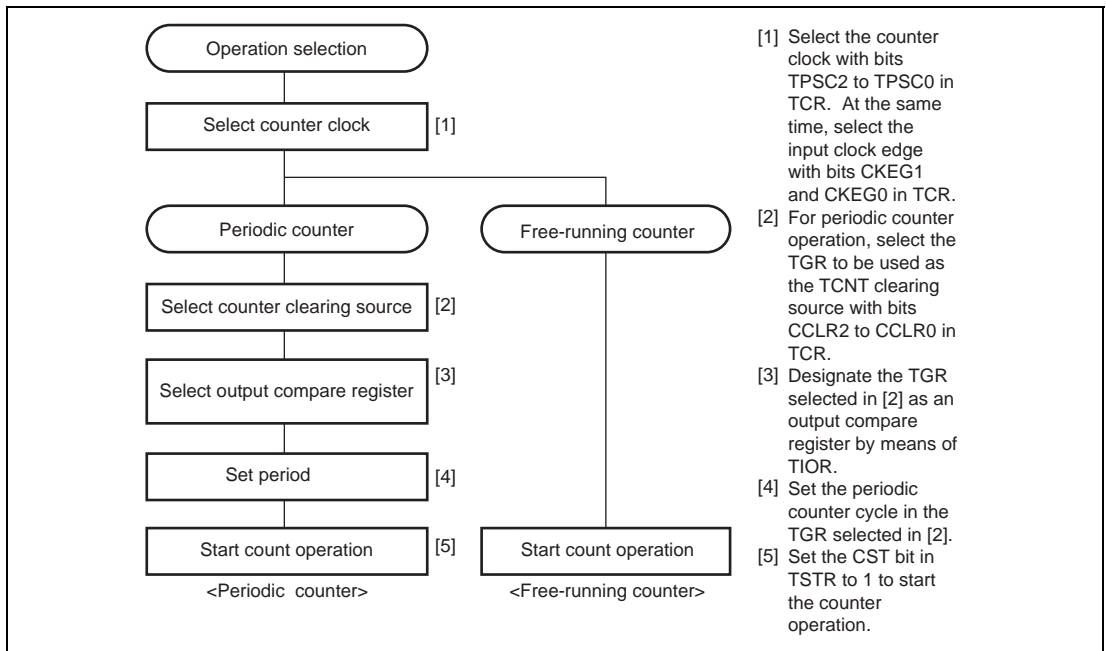 Operation selection
Select counter clock
[1]
Periodic counter
Free-running counter
Select counter clearing source
[2]
Select output compare register
[3]
Set period
[4]
Start count operation
[5]
Start count operation
<Periodic counter>
<Free-running counter>
[1] Select the counter
clock with bits
TPSC2 to TPSC0 in
TCR. At the same
time, select the
input clock edge
with bits CKEG1
and CKEG0 in TCR.
[2] For periodic counter
operation, select the
TGR to be used as
the TCNT clearing
source with bits
CCLR2 to CCLR0 in
TCR.
[3] Designate the TGR
selected in [2] as an
output compare
register by means of
TIOR.
[4] Set the periodic
counter cycle in the
TGR selected in [2].
[5] Set the CST bit in
TSTR to 1 to start
the counter
operation.